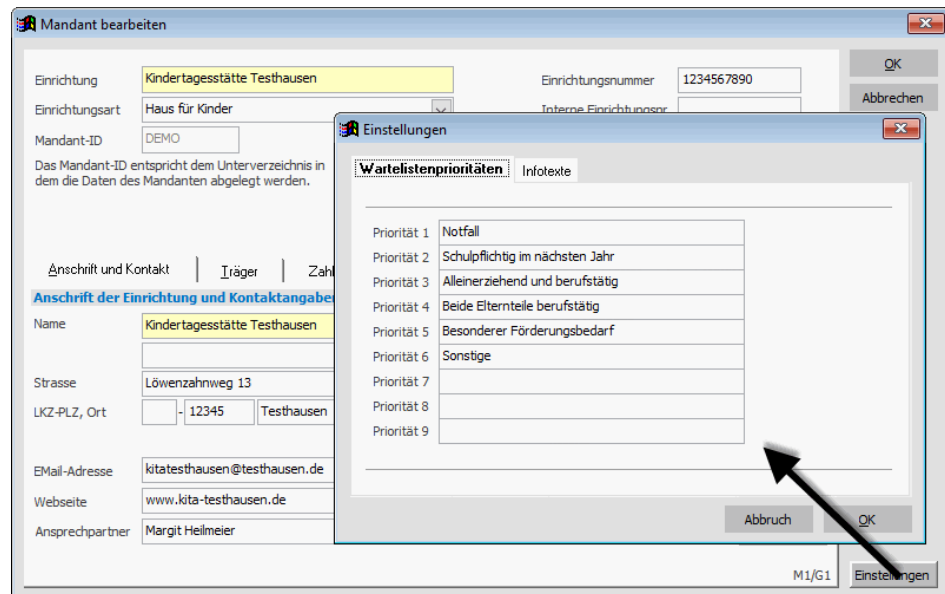 Mandant bearbeiten
Einrichtung Kindertagesstätte Testhausen Einrichtungsnummer 1234567890
Einrichtungsart Haus für Kinder Interne Einrichtungsnr
Mandant-ID DEMO
Das Mandant-ID entspricht dem Unterverzeichnis in
dem die Daten des Mandanten abgelegt werden.
OK
Abbrechen
Anschrift und Kontakt Träger Zahl
Anschrift der Einrichtung und Kontaktangabe
Name Kindertagesstätte Testhausen
Strasse Löwenzahnweg 13
LKZ-PLZ, Ort - 12345 Testhausen
EMail-Adresse kitatesthausen@testhausen.de
Webseite www.kita-testhausen.de
Ansprechpartner Margit Heilmeier
Einstellungen
Wartelistenprioritäten Infotexte
Priorität 1 Notfall
Priorität 2 Schulpflichtig im nächsten Jahr
Priorität 3 Alleinerziehend und berufstätig
Priorität 4 Beide Elternteile berufstätig
Priorität 5 Besonderer Förderungsbedarf
Priorität 6 Sonstige
Priorität 7
Priorität 8
Priorität 9
Abbruch OK
M1/G1 Einstellungen